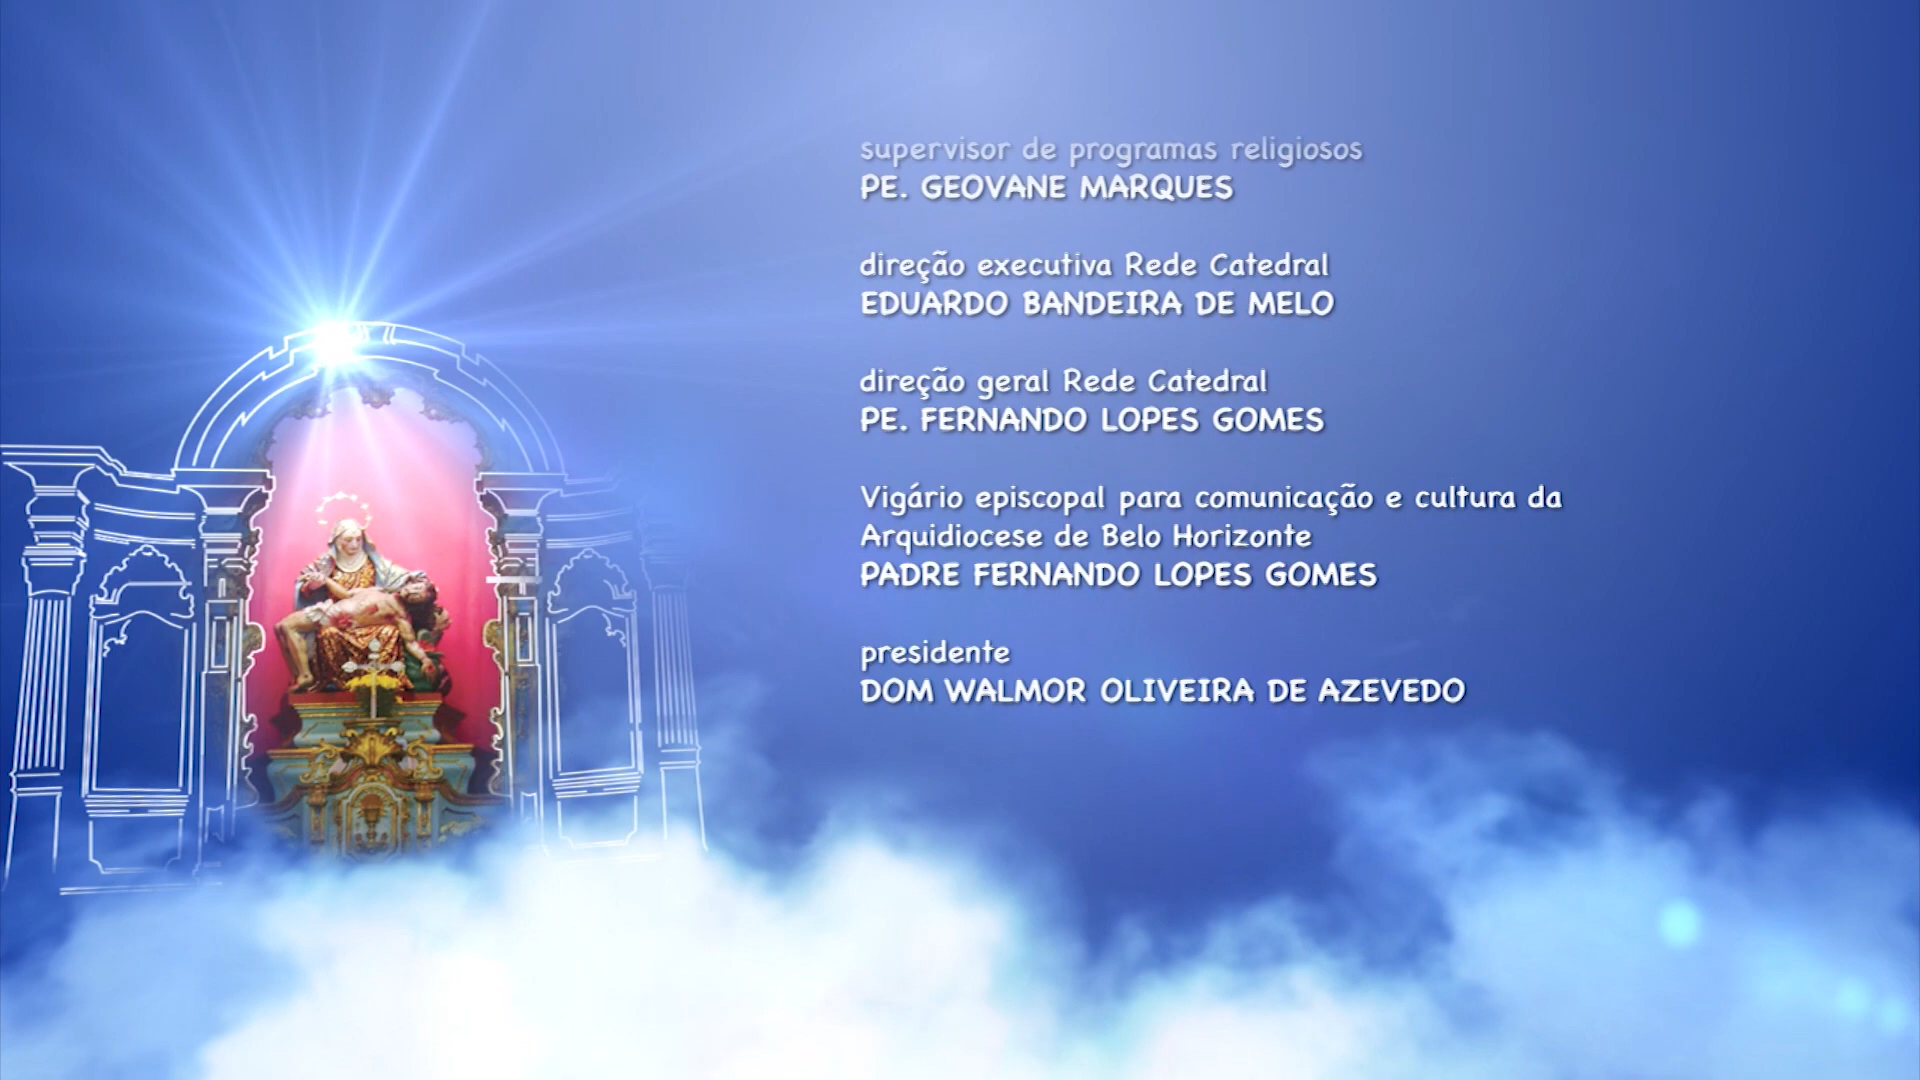 supervisor de programas religiosos
PE. GEOVANE MARQUES
direção executiva Rede Catedral
EDUARDO BANDEIRA DE MELO
direção geral Rede Catedral
PE. FERNANDO LOPES GOMES
Vigário episcopal para comunicação e cultura da
Arquidiocese de Belo Horizonte
PADRE FERNANDO LOPES GOMES
presidente
DOM WALMOR OLIVEIRA DE AZEVEDO